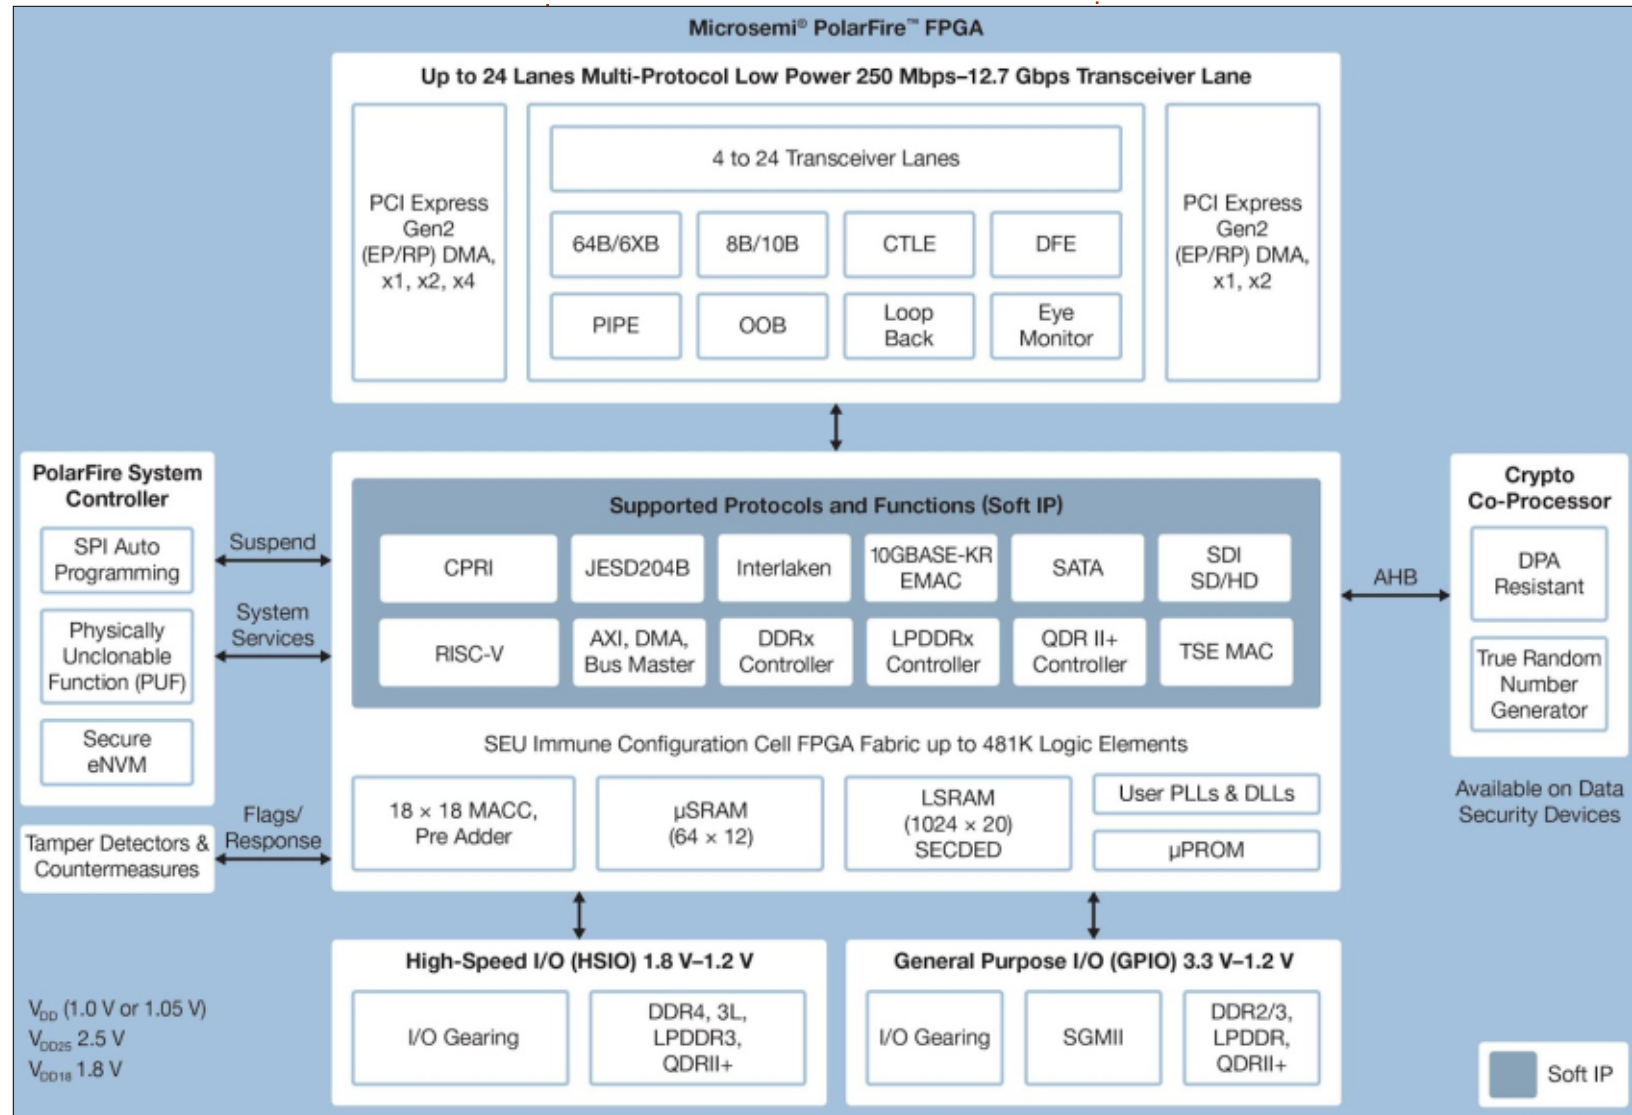 Microsemi® PolarFire™ FPGA
Up to 24 Lanes Multi-Protocol Low Power 250 Mbps–12.7 Gbps Transceiver Lane
PCI Express
Gen2
(EP/RP) DMA,
x1, x2, x4
4 to 24 Transceiver Lanes
64B/6XB
8B/10B
CTLE
DFE
PIPE
OOB
Loop
Back
Eye
Monitor
PCI Express
Gen2
(EP/RP) DMA,
x1, x2
PolarFire System
Controller
SPI Auto
Programming
Physically
Unclonable
Function (PUF)
Secure
eNVM
Tamper Detectors &
Countermeasures
Suspend
System
Services
Flags/
Response
Supported Protocols and Functions (Soft IP)
CPRI
JESD204B
Interlaken
10GBASE-KR
EMAC
SATA
SDI
SD/HD
RISC-V
AXI, DMA,
Bus Master
DDRx
Controller
LPDDRx
Controller
QDR II+
Controller
TSE MAC
SEU Immune Configuration Cell FPGA Fabric up to 481K Logic Elements
18 × 18 MACC,
Pre Adder
µSRAM
(64 × 12)
LSRAM
(1024 × 20)
SECDED
User PLLs & DLLs
µPROM
AHB
Crypto
Co-Processor
DPA
Resistant
True Random
Number
Generator
Available on Data
Security Devices
High-Speed I/O (HSIO) 1.8 V–1.2 V
I/O Gearing
DDR4, 3L,
LPDDR3,
QDRII+
General Purpose I/O (GPIO) 3.3 V–1.2 V
I/O Gearing
SGMII
DDR2/3,
LPDDR,
QDRII+
V_DD (1.0 V or 1.05 V)
V_DD25 2.5 V
V_DD18 1.8 V
Soft IP